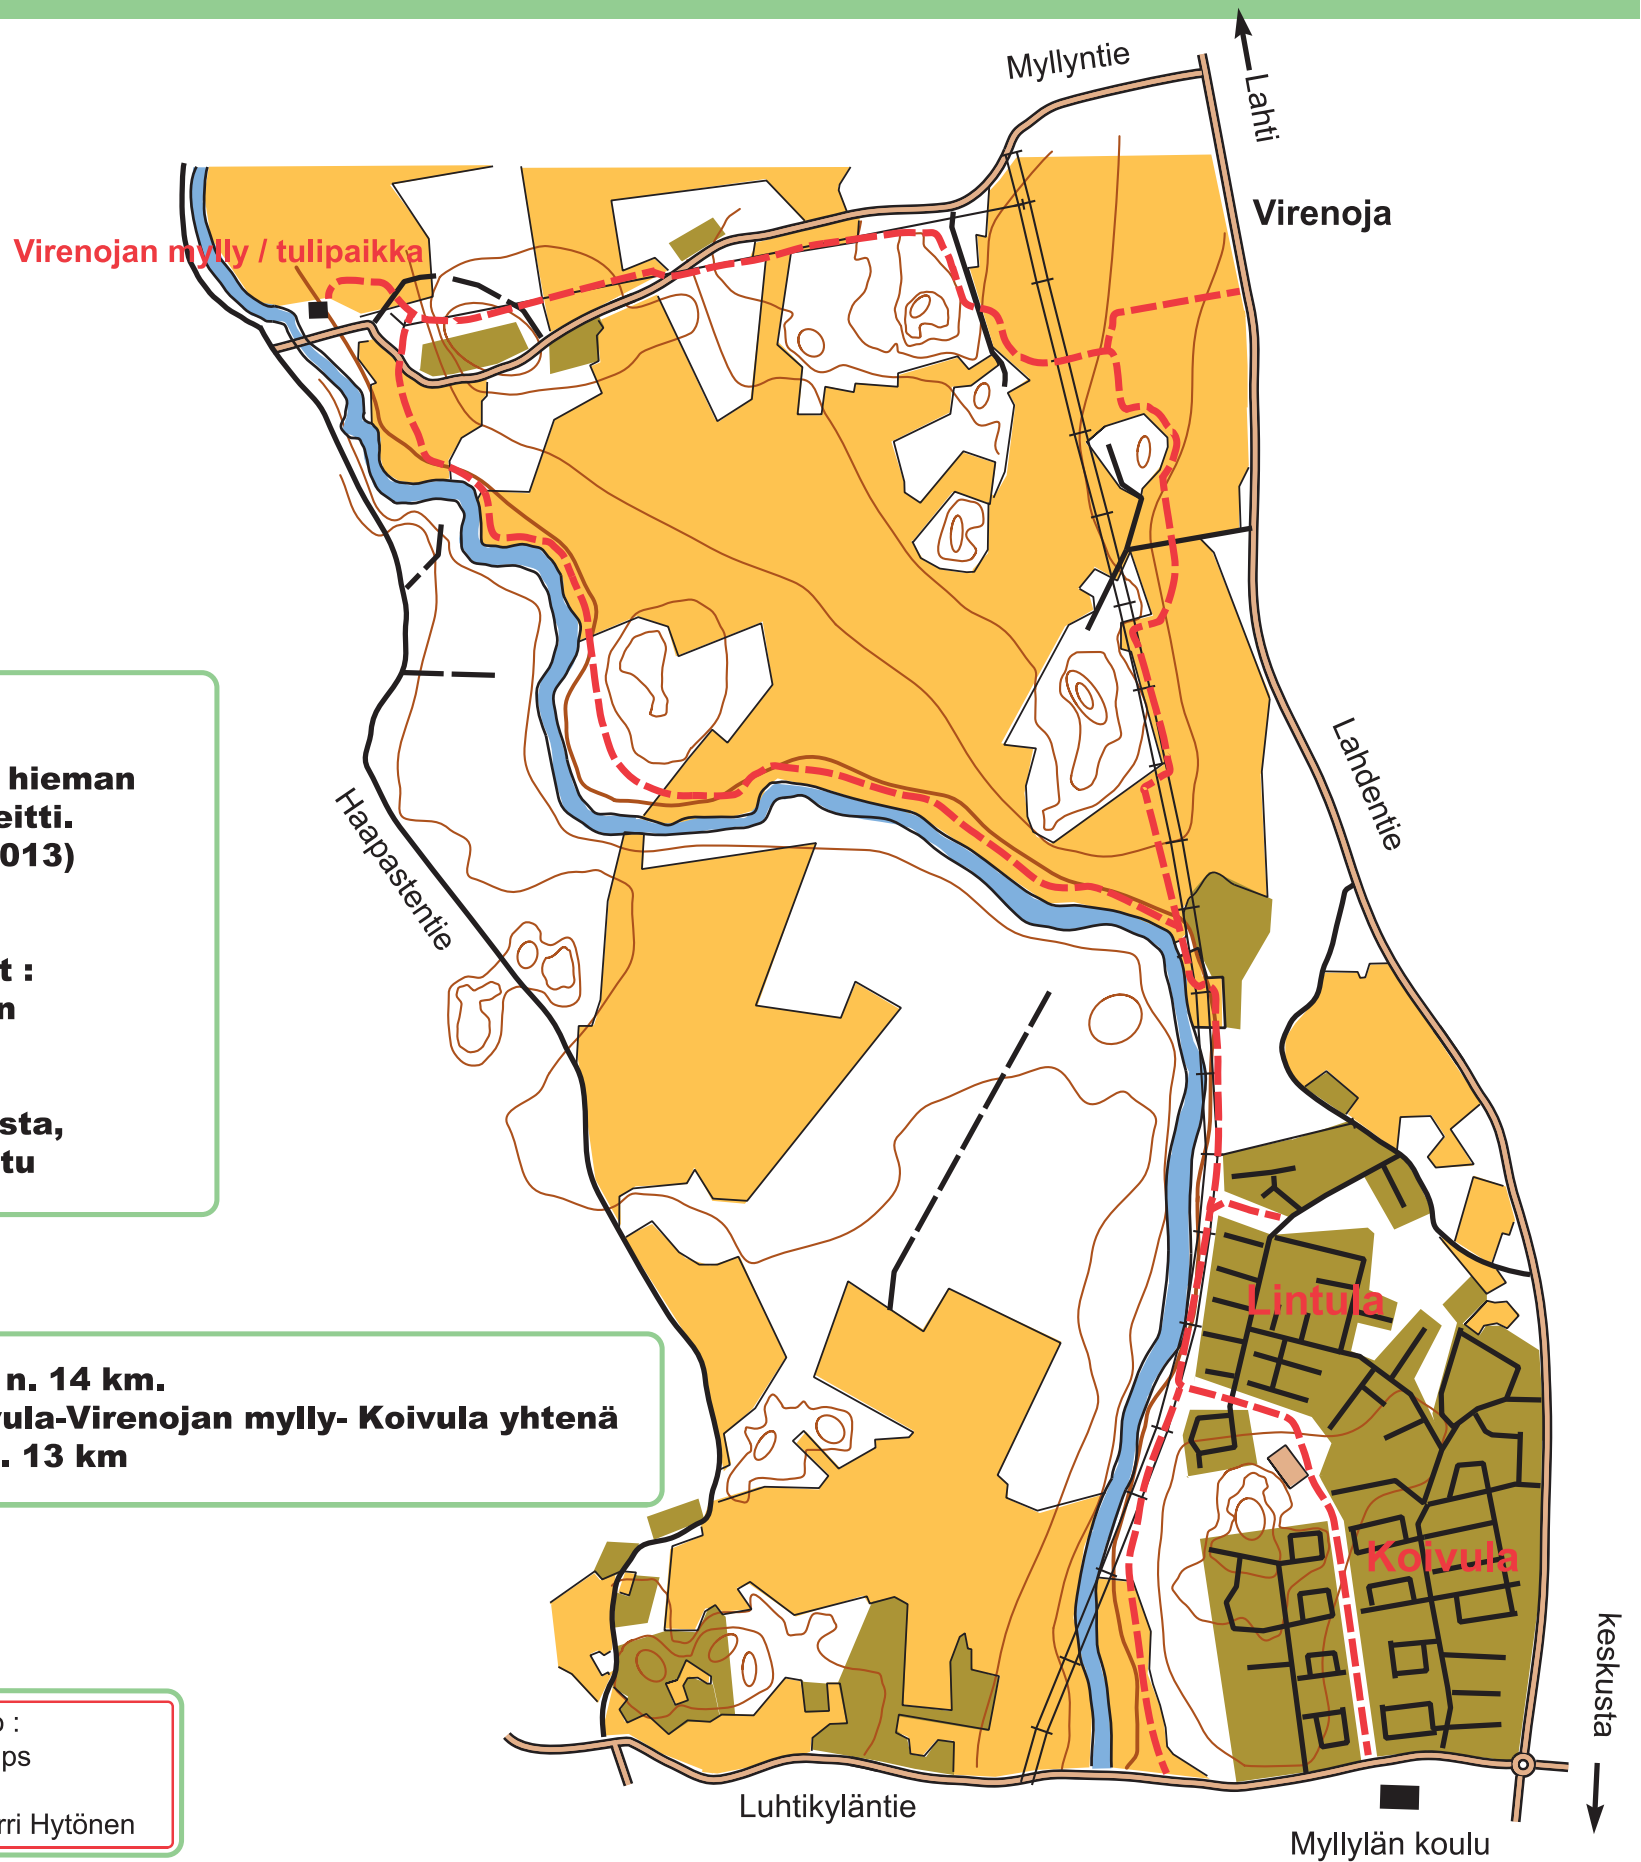 Myllyntie
Lahti
Virenoja
Virenojan mylly / tulipaikka
Lahdentie
Haapastentie
hieman
eitti.
013)
t :
n
sta,
tu
Lintula
n. 14 km.
vula-Virenojan mylly- Koivula yhtenä
. 13 km
Koivula
keskusta
o :
ps
rri Hytönen
Luhtikyläntie
Myllylän koulu